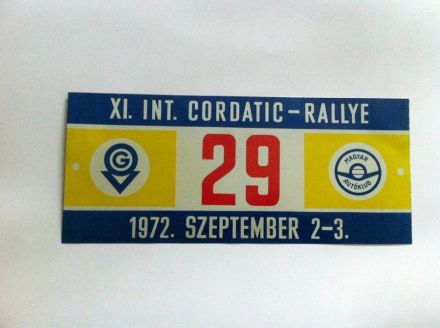 XI. INT. CORDATIC-RALLYE
G
29
MAGYAR
AUTÓKLUB
1972. SZEPTEMBER 2-3.